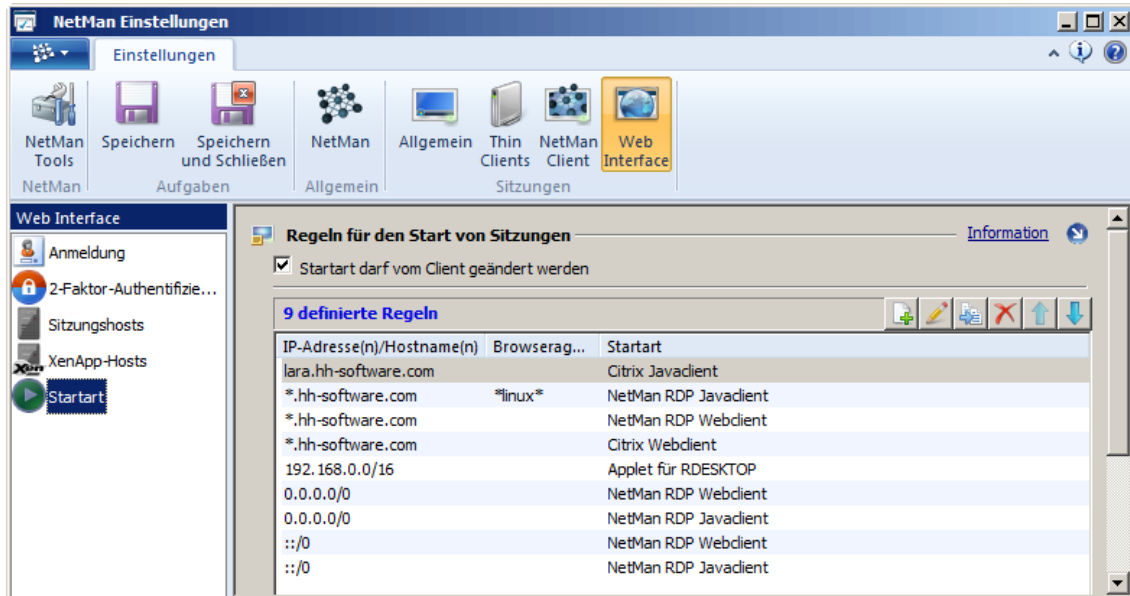 NetMan Einstellungen
Einstellungen
NetMan Tools
Speichern
Speichern und Schließen
NetMan
Allgemein
Thin Clients
NetMan Client
Web Interface
NetMan
Aufgaben
Allgemein
Sitzungen
Web Interface
Anmeldung
2-Faktor-Authentifizie...
Sitzungshosts
Xen XenApp-Hosts
Startart
Regeln für den Start von Sitzungen
Information
Startart darf vom Client geändert werden
9 definierte Regeln
IP-Adresse(n)/Hostname(n) Browserag... Startart
lara.hh-software.com Citrix Javaclient
*.hh-software.com *linux* NetMan RDP Javaclient
*.hh-software.com NetMan RDP Webclient
*.hh-software.com Citrix Webclient
192.168.0.0/16 Applet für RDESKTOP
0.0.0.0/0 NetMan RDP Webclient
0.0.0.0/0 NetMan RDP Javaclient
::/0 NetMan RDP Webclient
::/0 NetMan RDP Javaclient